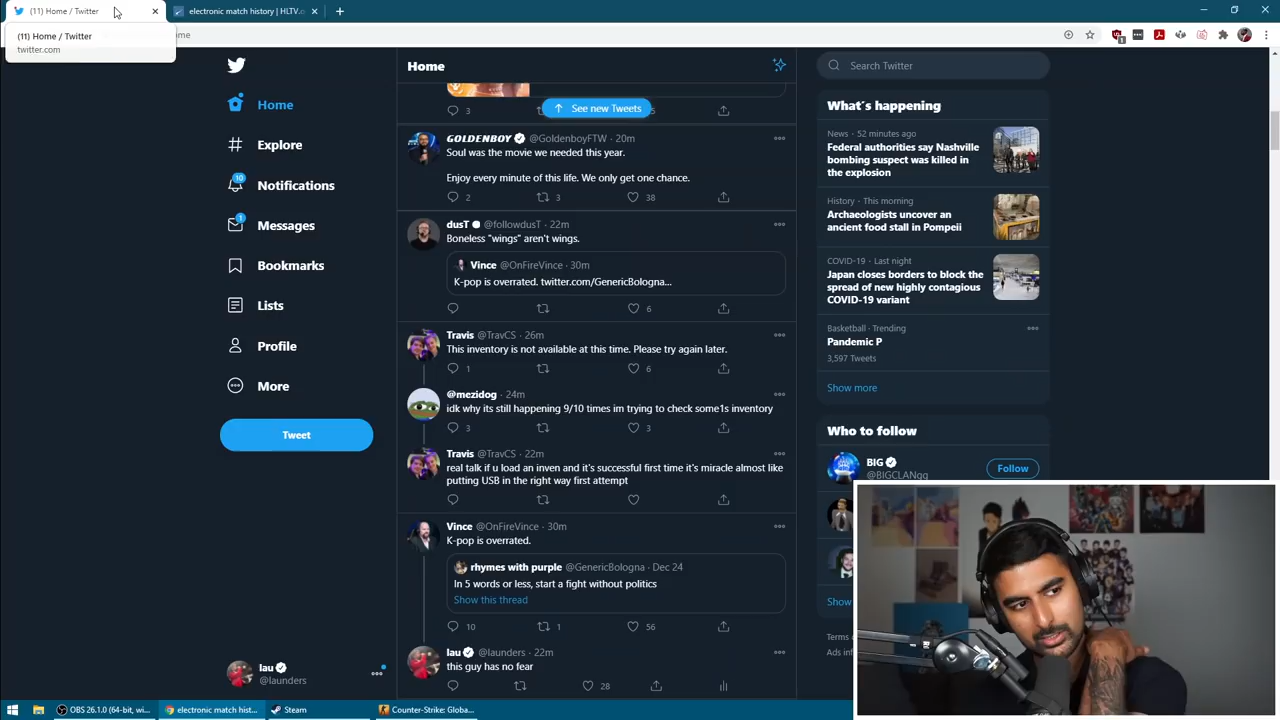 (11) Home / Twitter
electronic match history | HLTV.o
(11) Home / Twitter
twitter.com
ome
1
Home
Search Twitter
Home
Explore
10
Notifications
1
Messages
Bookmarks
Lists
Profile
More
Tweet
lau
@launders
3
See new Tweets
5
GOLDENBOY @GoldenboyFTW · 20m
Soul was the movie we needed this year.
Enjoy every minute of this life. We only get one chance.
2 3 38
dusT @followdusT · 22m
Boneless "wings" aren't wings.
Vince @OnFireVince · 30m
K-pop is overrated. twitter.com/GenericBologna...
6
Travis @TravCS · 26m
This inventory is not available at this time. Please try again later.
1 6
@mezidog · 24m
idk why its still happening 9/10 times im trying to check some1s inventory
3 3
Travis @TravCS · 22m
real talk if u load an inven and it's successful first time it's miracle almost like
putting USB in the right way first attempt
Vince @OnFireVince · 30m
K-pop is overrated.
rhymes with purple @GenericBologna · Dec 24
In 5 words or less, start a fight without politics
Show this thread
10 1 56
lau @launders · 22m
this guy has no fear
28
What's happening
News · 52 minutes ago
Federal authorities say Nashville
bombing suspect was killed in
the explosion
History · This morning
Archaeologists uncover an
ancient food stall in Pompeii
COVID-19 · Last night
Japan closes borders to block the
spread of new highly contagious
COVID-19 variant
Basketball · Trending
Pandemic P
3,597 Tweets
Show more
Who to follow
BIG
@BIGCLANgg
Follow
Show
Terms o
Ads info
OBS 26.1.0 (64-bit, wi...
electronic match hist...
Steam
Counter-Strike: Globa...